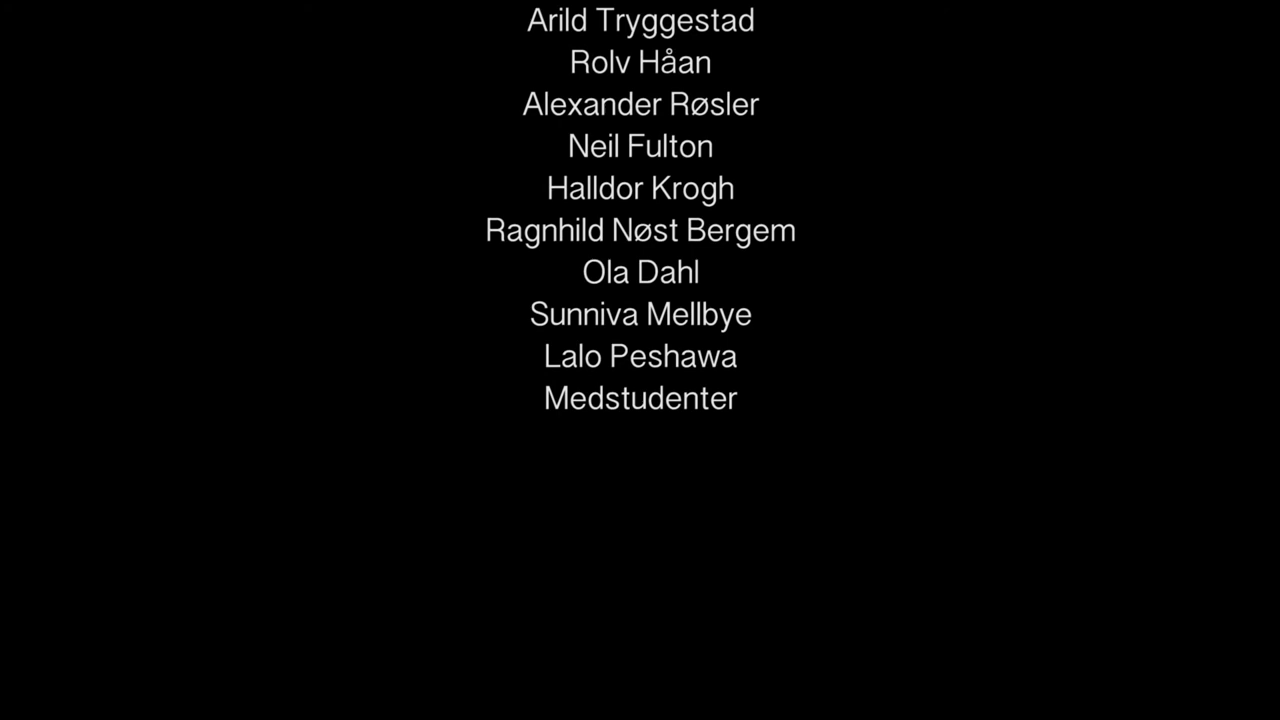 Arild Tryggestad
Rolv Håan
Alexander Røsler
Neil Fulton
Halldor Krogh
Ragnhild Nøst Bergem
Ola Dahl
Sunniva Mellbye
Lalo Peshawa
Medstudenter